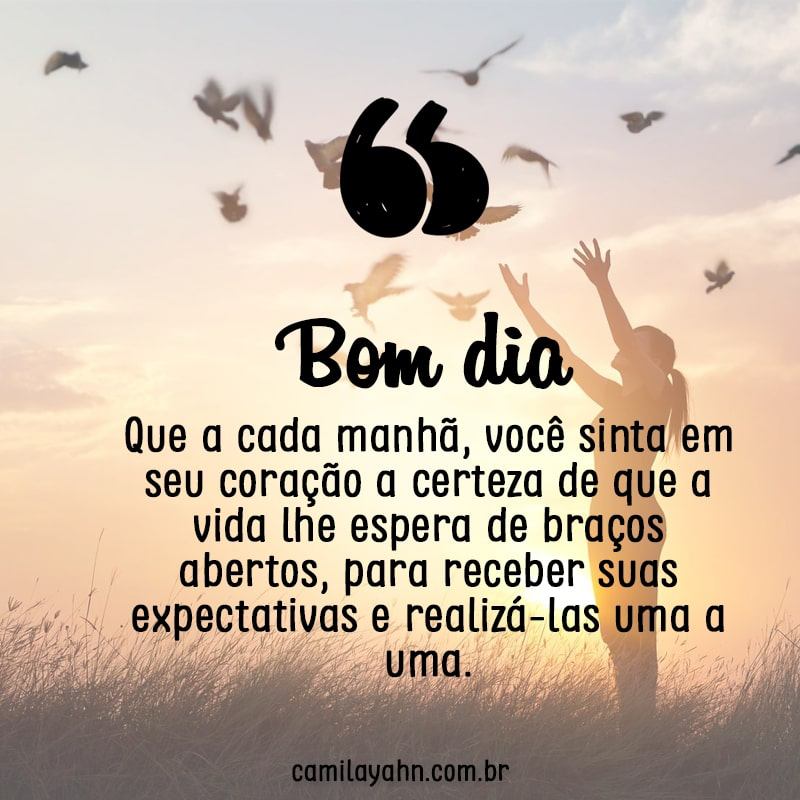 Bom dia
Que a cada manhã, você sinta em
seu coração a certeza de que a
vida lhe espera de braços
abertos, para receber suas
expectativas e realizá-las uma a
uma.
camilayahn.com.br